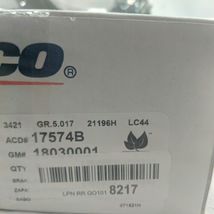 CO®
3421 GR.5.017 21196H LC44
ACD# 17574B
GM# 18030001
QTY
LPN RR GO101 8217